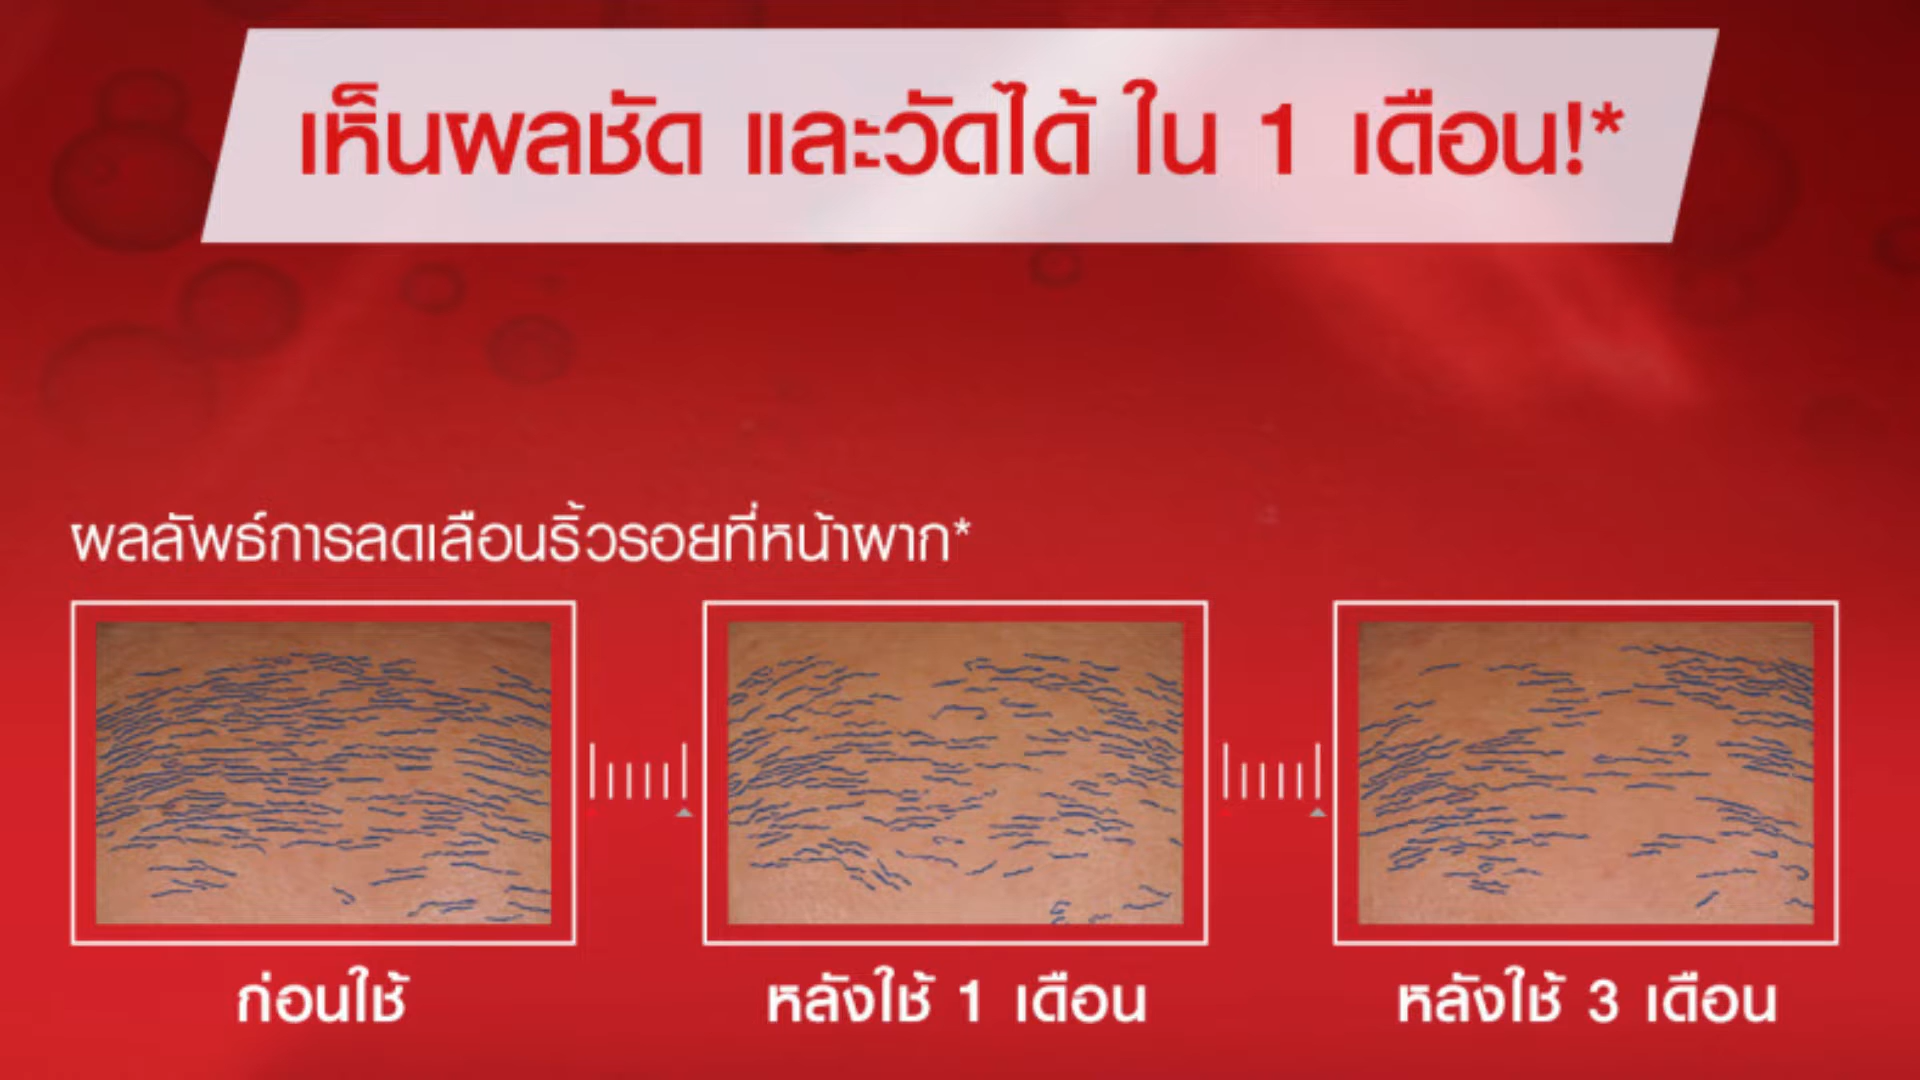 เห็นผลชัด และวัดได้ ใน 1 เดือน!*
ผลลัพธ์การลดเลือนริ้วรอยที่หน้าผาก*
ก่อนใช้
หลังใช้ 1 เดือน
หลังใช้ 3 เดือน